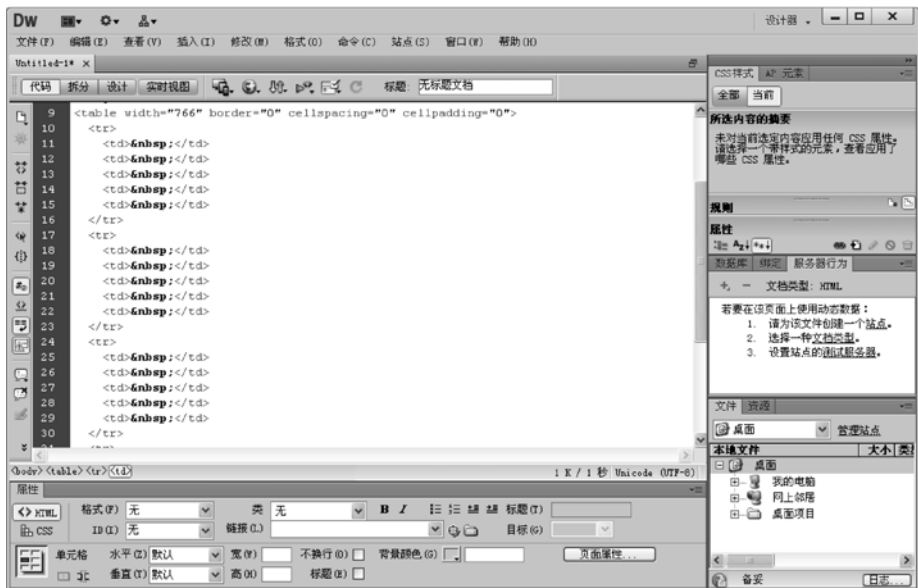 Dw
设计器
文件(F) 编辑(E) 查看(V) 插入(I) 修改(M) 格式(O) 命令(C) 站点(S) 窗口(W) 帮助(H)
Untitled-1* ×
代码 拆分 设计 实时视图 标题: 无标题文档
9 <table width="766" border="0" cellspacing="0" cellpadding="0">
10 <tr>
11 <td>&nbsp;</td>
12 <td>&nbsp;</td>
13 <td>&nbsp;</td>
14 <td>&nbsp;</td>
15 <td>&nbsp;</td>
16 </tr>
17 <tr>
18 <td>&nbsp;</td>
19 <td>&nbsp;</td>
20 <td>&nbsp;</td>
21 <td>&nbsp;</td>
22 <td>&nbsp;</td>
23 </tr>
24 <tr>
25 <td>&nbsp;</td>
26 <td>&nbsp;</td>
27 <td>&nbsp;</td>
28 <td>&nbsp;</td>
29 <td>&nbsp;</td>
30 </tr>
<body> <table> <tr> <td>
1 K / 1 秒 Unicode (UTF-8)
属性
<> HTML 格式(F) 无 类 无 B I 标题(T)
CSS ID(I) 无 链接(L) 目标(G)
单元格 水平(Z) 默认 宽(W) 不换行(O) 背景颜色(G) 页面属性...
垂直(T) 默认 高(H) 标题(E)
CSS样式 AP 元素
全部 当前
所选内容的摘要
未对当前选定内容应用任何 CSS 属性。
请选择一个带样式的元素，查看应用了
哪些 CSS 属性。
规则
属性
数据库 绑定 服务器行为
文档类型: HTML
若要在该页面上使用动态数据：
1. 请为该文件创建一个站点。
2. 选择一种文档类型。
3. 设置站点的测试服务器。
文件 资源
桌面 管理站点
本地文件 大小 类
桌面
我的电脑
网上邻居
桌面项目
备妥 日志...